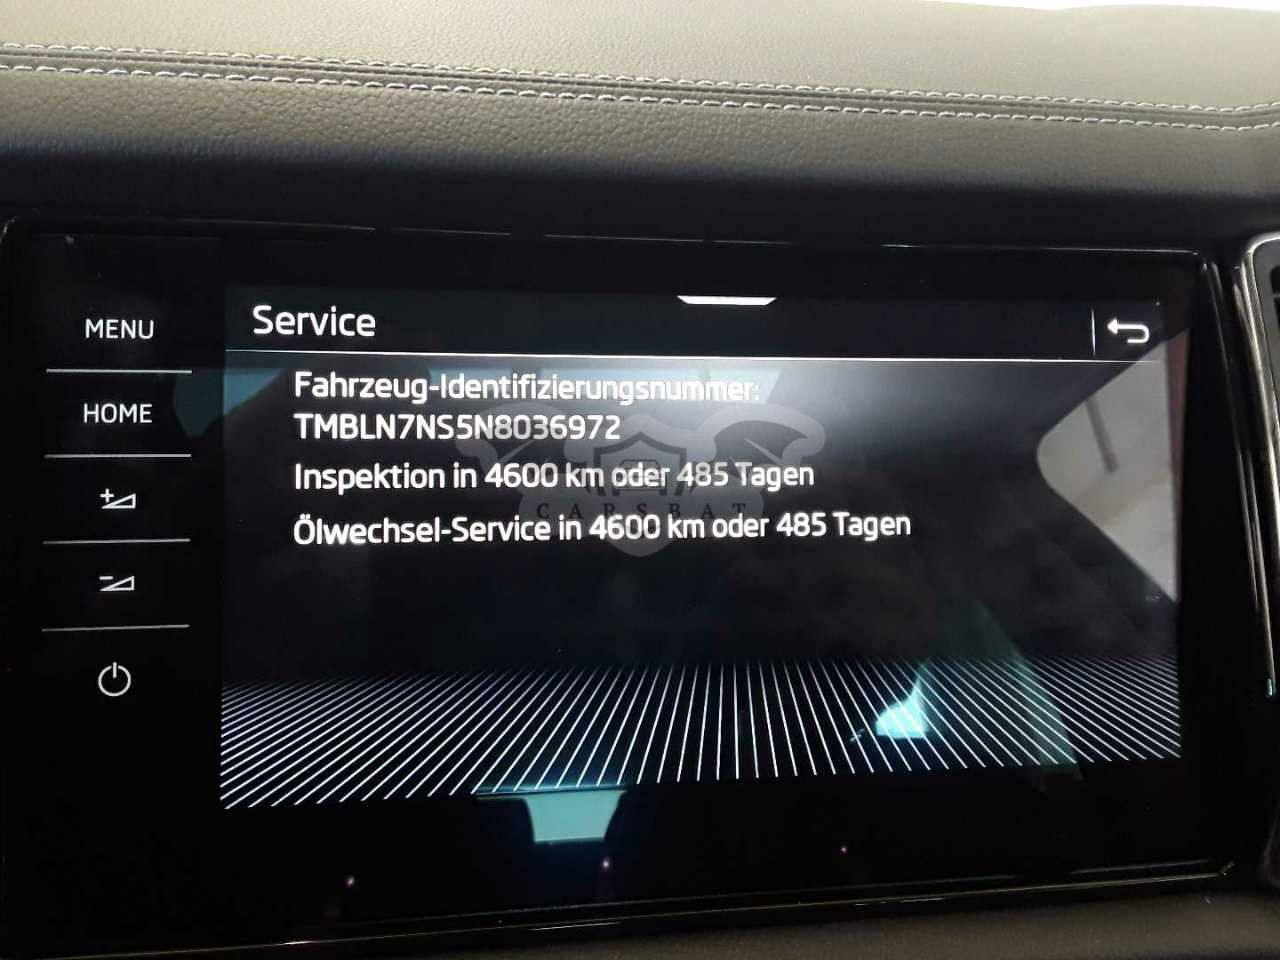 Service
MENU
HOME
Fahrzeug-Identifizierungsnummer:
TMBLN7NS5N8036972
Inspektion in 4600 km oder 485 Tagen
CARSBAT
Ölwechsel-Service in 4600 km oder 485 Tagen